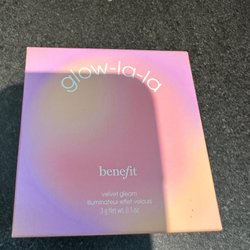 glow-la-la
benefit
velvet gleam
illuminateur effet velours
3 g net wt. 0.1 oz